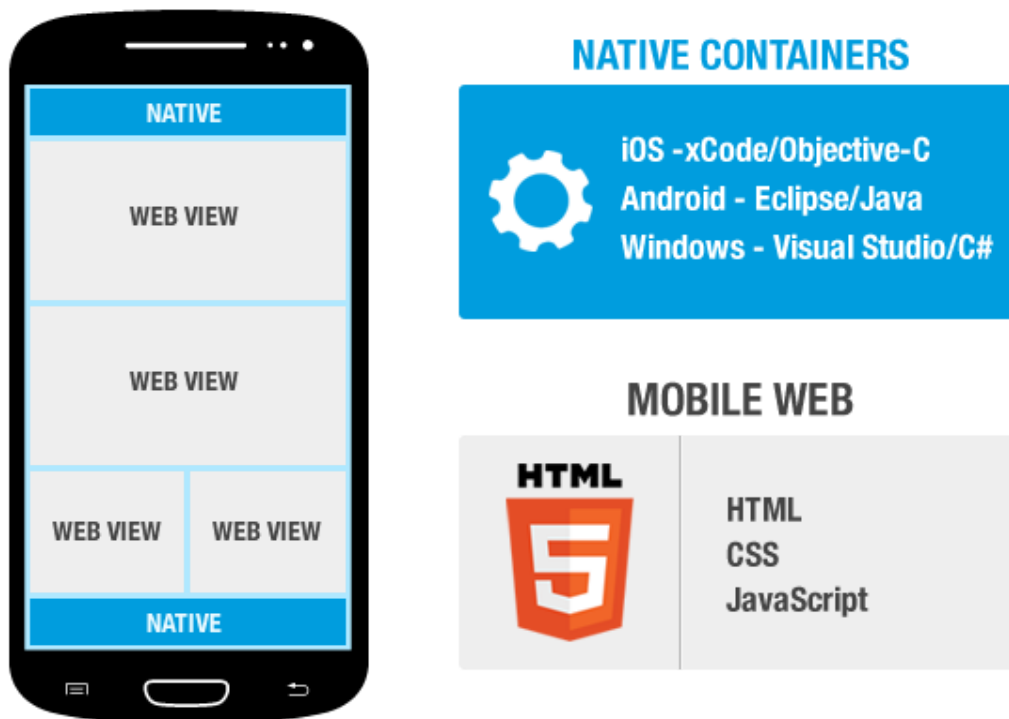 NATIVE
WEB VIEW
WEB VIEW
WEB VIEW
WEB VIEW
NATIVE
NATIVE CONTAINERS
iOS -xCode/Objective-C
Android - Eclipse/Java
Windows - Visual Studio/C#
MOBILE WEB
HTML
5
HTML
CSS
JavaScript